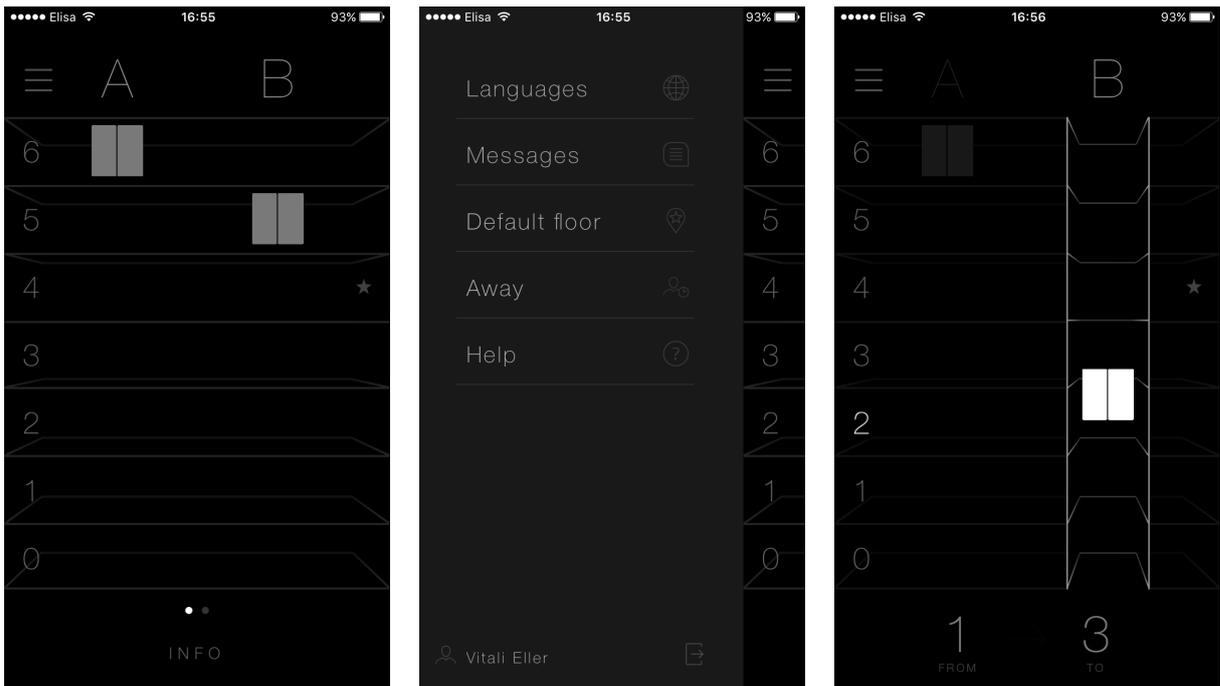 Elisa 16:55 93%
A B
6
5
4
3
2
1
0
INFO
Elisa 16:55 93%
Languages
Messages
Default floor
Away
Help
Vitali Eller
6
5
4
3
2
1
0
Elisa 16:56 93%
A B
6
5
4
3
2
1
0
1 3
FROM TO